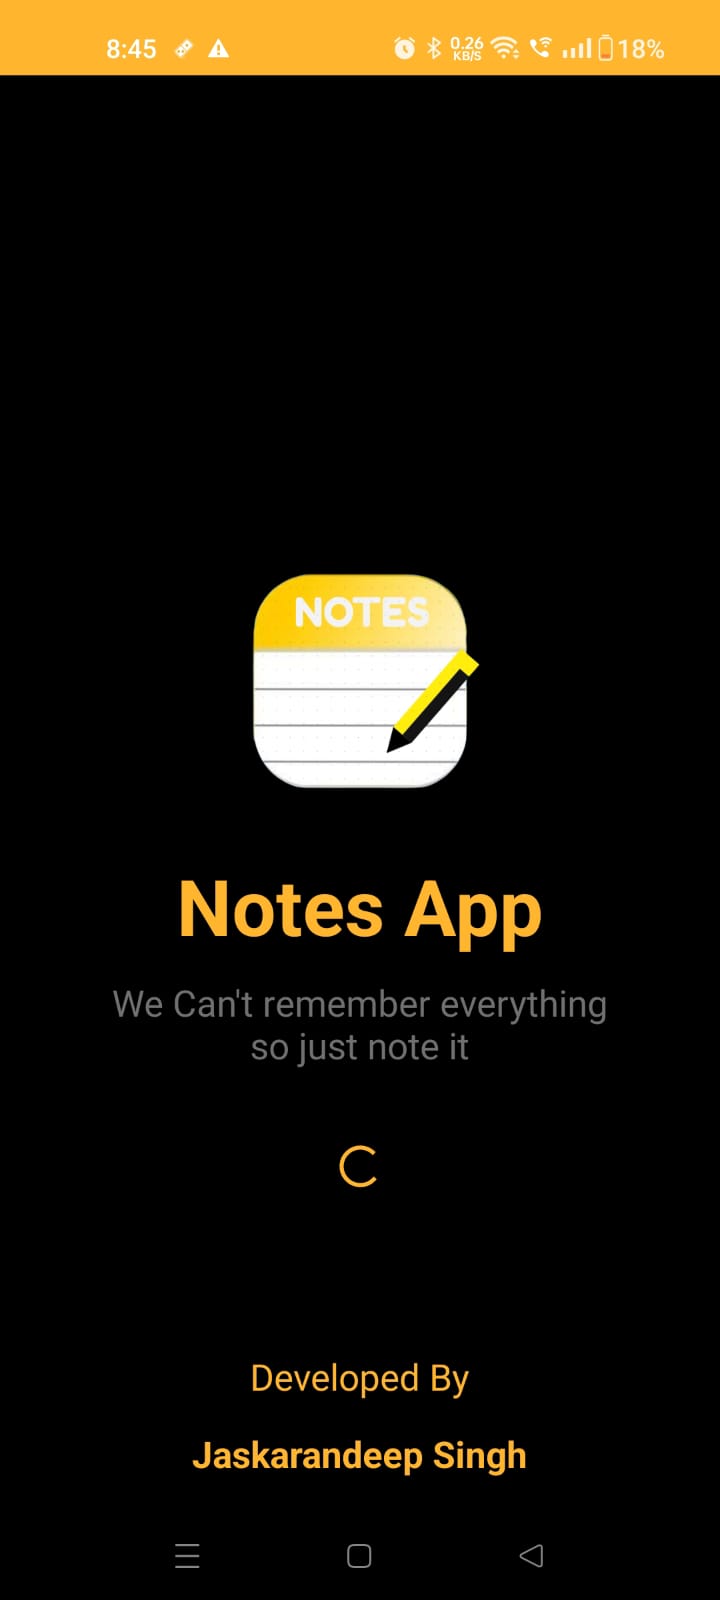 8:45
0.26
KB/S
18%
NOTES
Notes App
We Can't remember everything
so just note it
Developed By
Jaskarandeep Singh